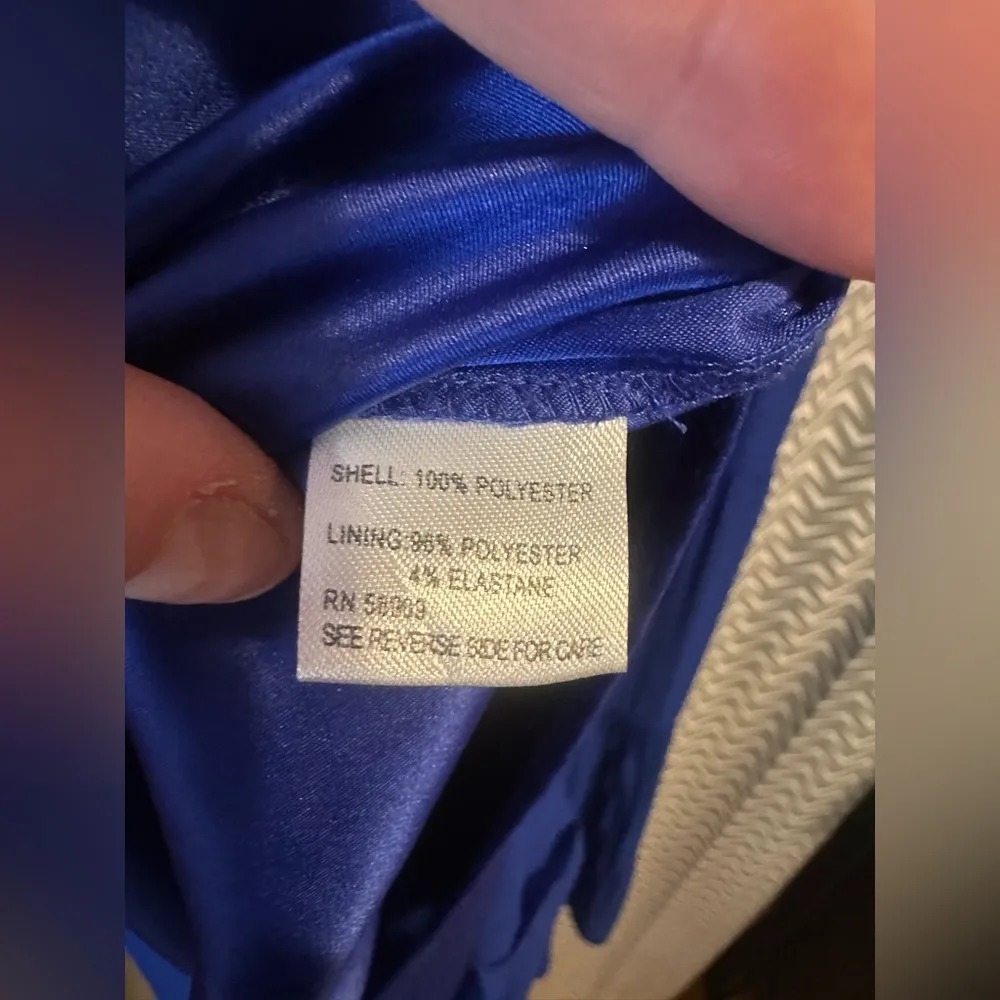 SHELL: 100% POLYESTER
LINING:96% POLYESTER
4% ELASTANE
RN
SEE REVERSE SIDE FOR CARE